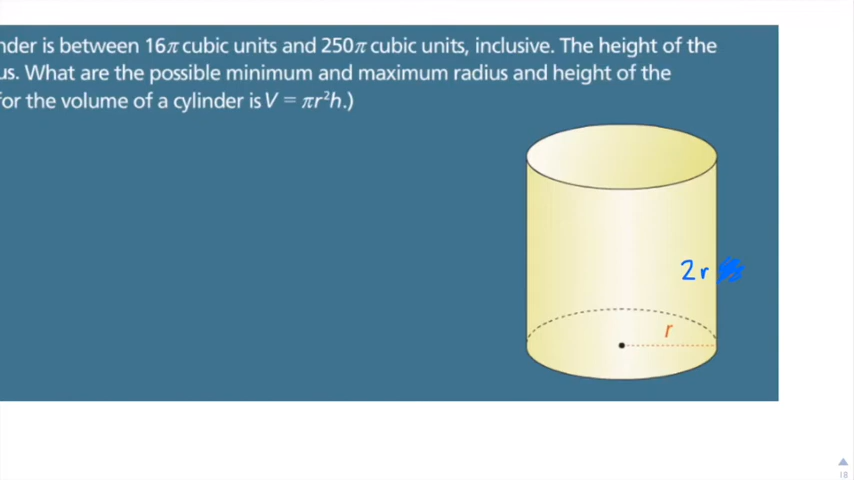 nder is between 16π cubic units and 250π cubic units, inclusive. The height of the
us. What are the possible minimum and maximum radius and height of the
for the volume of a cylinder is V = πr²h.)
2r
r
18